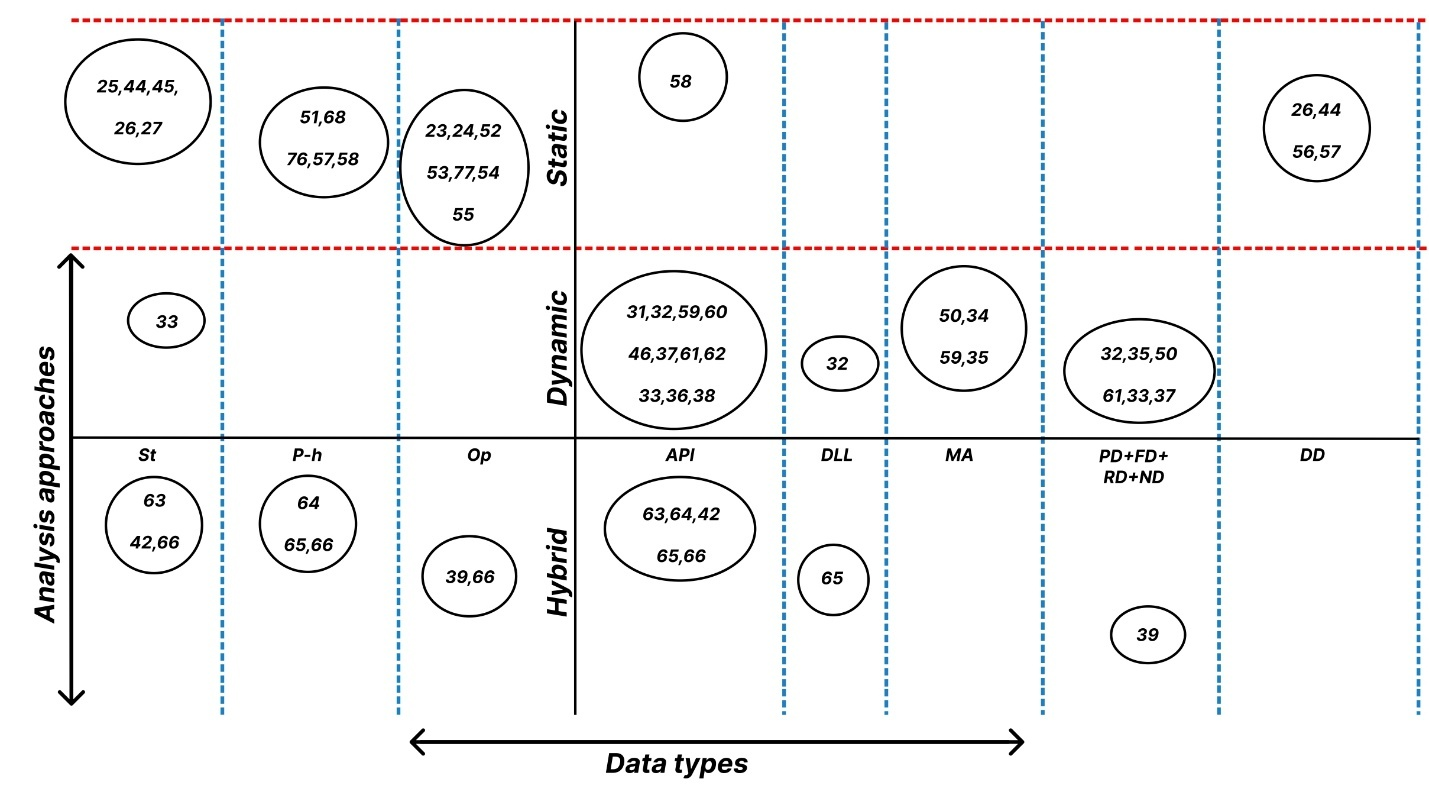 25,44,45,
26,27
51,68
76,57,58
23,24,52
53,77,54
55
Static
58
26,44
56,57
33
Dynamic
31,32,59,60
46,37,61,62
33,36,38
32
50,34
59,35
32,35,50
61,33,37
Analysis approaches
St
P-h
Op
API
DLL
MA
PD+FD+
RD+ND
DD
63
42,66
64
65,66
39,66
Hybrid
63,64,42
65,66
65
39
Data types